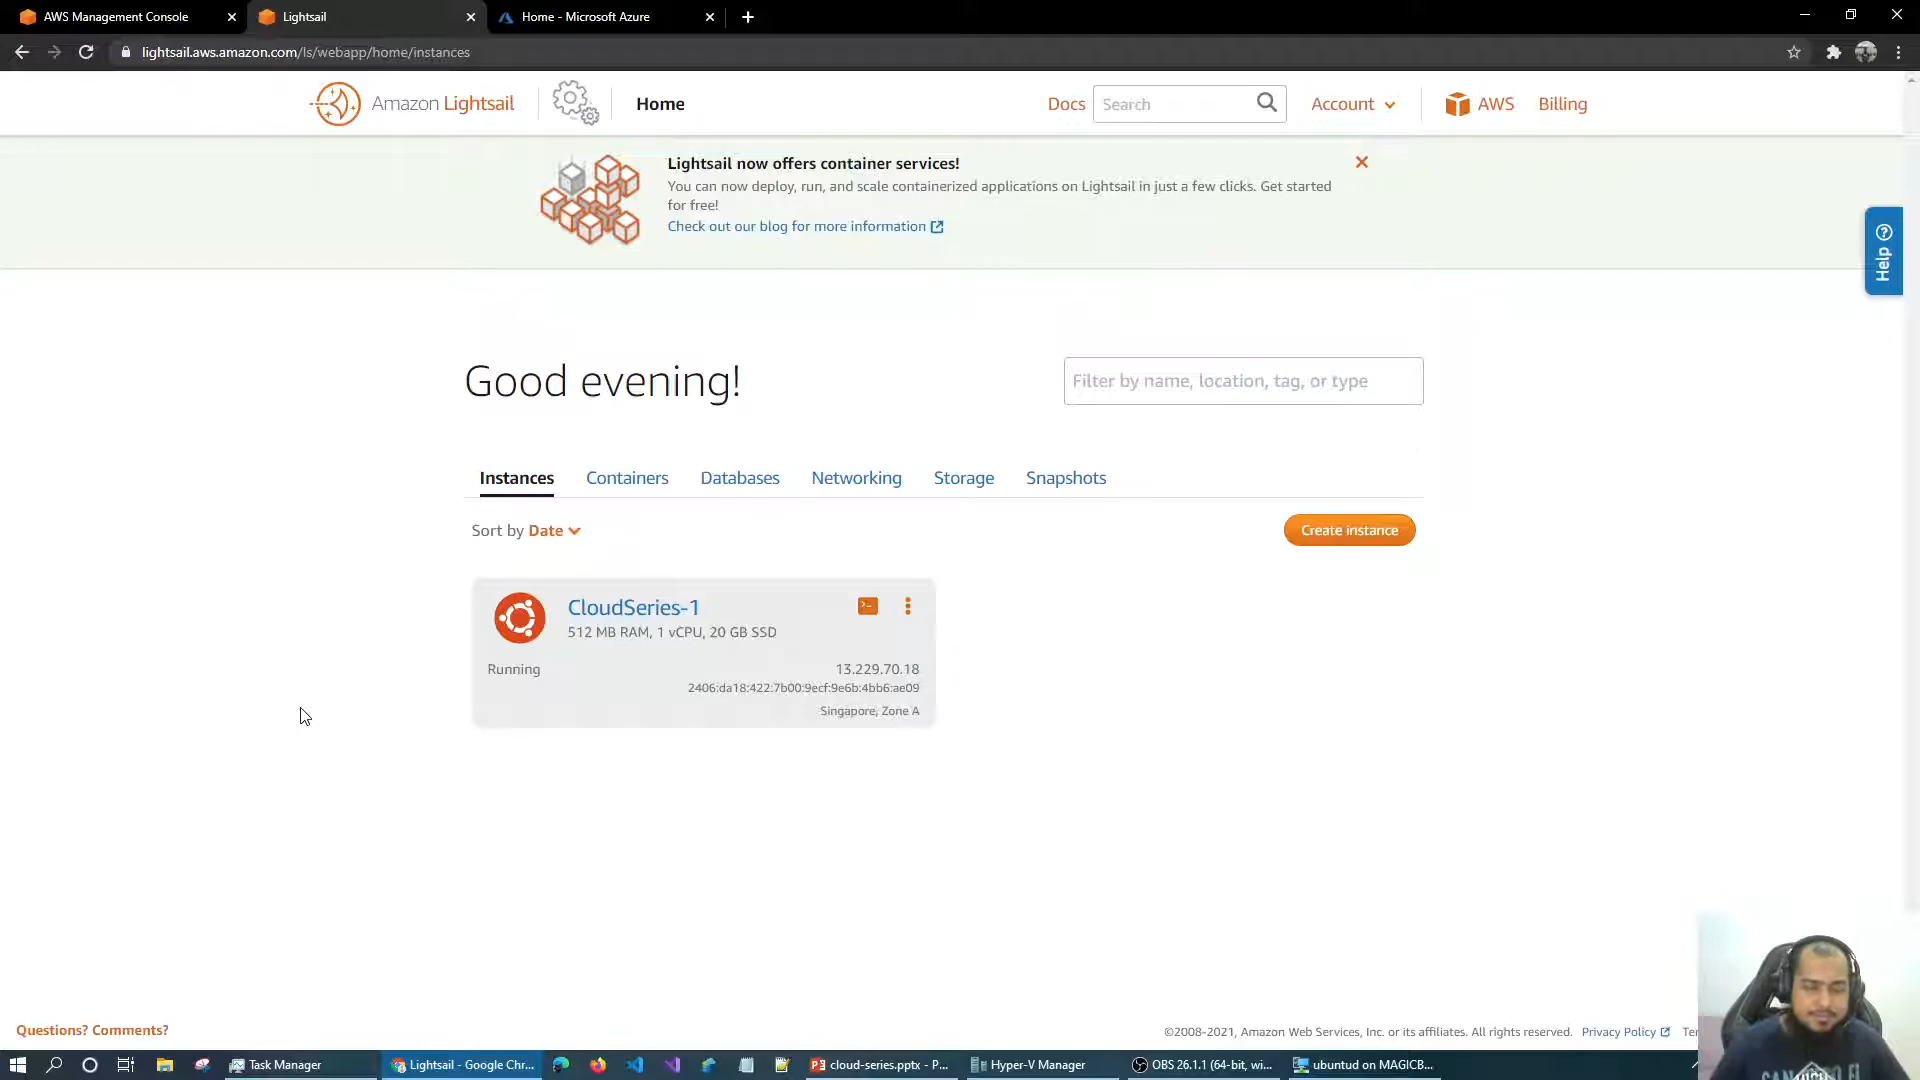 AWS Management Console
Lightsail
Home - Microsoft Azure
lightsail.aws.amazon.com/ls/webapp/home/instances
Amazon Lightsail
Home
Docs
Search
Account
AWS
Billing
Lightsail now offers container services!
You can now deploy, run, and scale containerized applications on Lightsail in just a few clicks. Get started
for free!
Check out our blog for more information
Help
Good evening!
Filter by name, location, tag, or type
Instances
Containers
Databases
Networking
Storage
Snapshots
Sort by Date
Create instance
CloudSeries-1
512 MB RAM, 1 vCPU, 20 GB SSD
Running
13.229.70.18
2406:da18:422:7b00:9ecf:9e6b:4bb6:ae09
Singapore, Zone A
Questions? Comments?
©2008-2021, Amazon Web Services, Inc. or its affiliates. All rights reserved.
Privacy Policy
Task Manager
Lightsail - Google Chr...
cloud-series.pptx - P...
Hyper-V Manager
OBS 26.1.1 (64-bit, wi...
ubuntud on MAGICB...